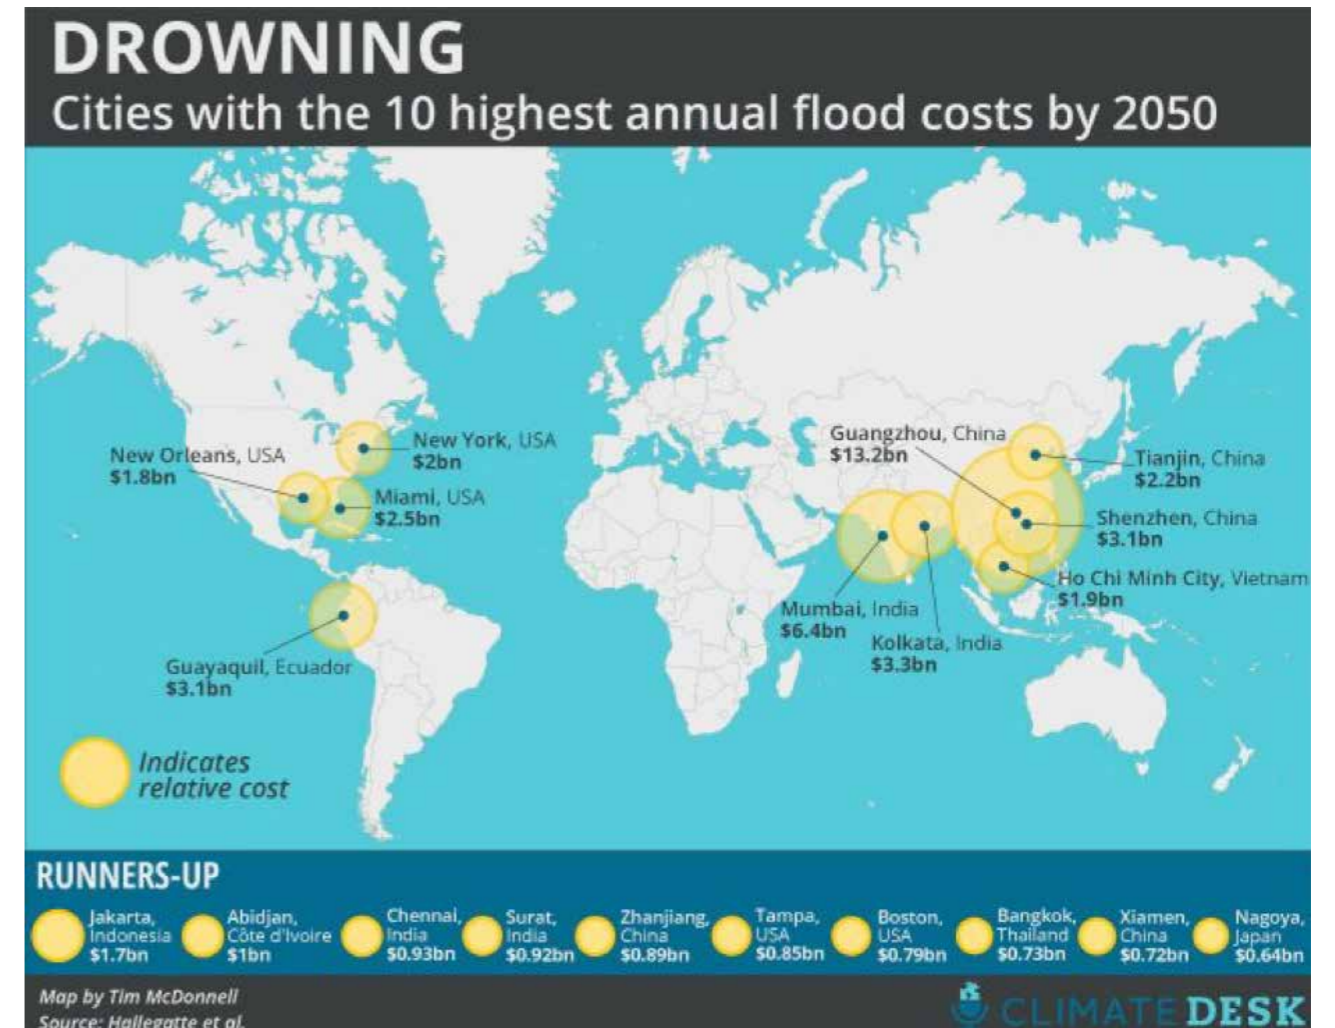 DROWNING
Cities with the 10 highest annual flood costs by 2050
New Orleans, USA
$1.8bn
New York, USA
$2bn
Miami, USA
$2.5bn
Guayaquil, Ecuador
$3.1bn
Guangzhou, China
$13.2bn
Tianjin, China
$2.2bn
Shenzhen, China
$3.1bn
Ho Chi Minh City, Vietnam
$1.9bn
Mumbai, India
$6.4bn
Kolkata, India
$3.3bn
Indicates
relative cost
RUNNERS-UP
Jakarta,
Indonesia
$1.7bn
Abidjan,
Côte d'Ivoire
$1bn
Chennai,
India
$0.93bn
Surat,
India
$0.92bn
Zhanjiang,
China
$0.89bn
Tampa,
USA
$0.85bn
Boston,
USA
$0.79bn
Bangkok,
Thailand
$0.73bn
Xiamen,
China
$0.72bn
Nagoya,
Japan
$0.64bn
Map by Tim McDonnell
Source: Hallegatte et al.
CLIMATE DESK